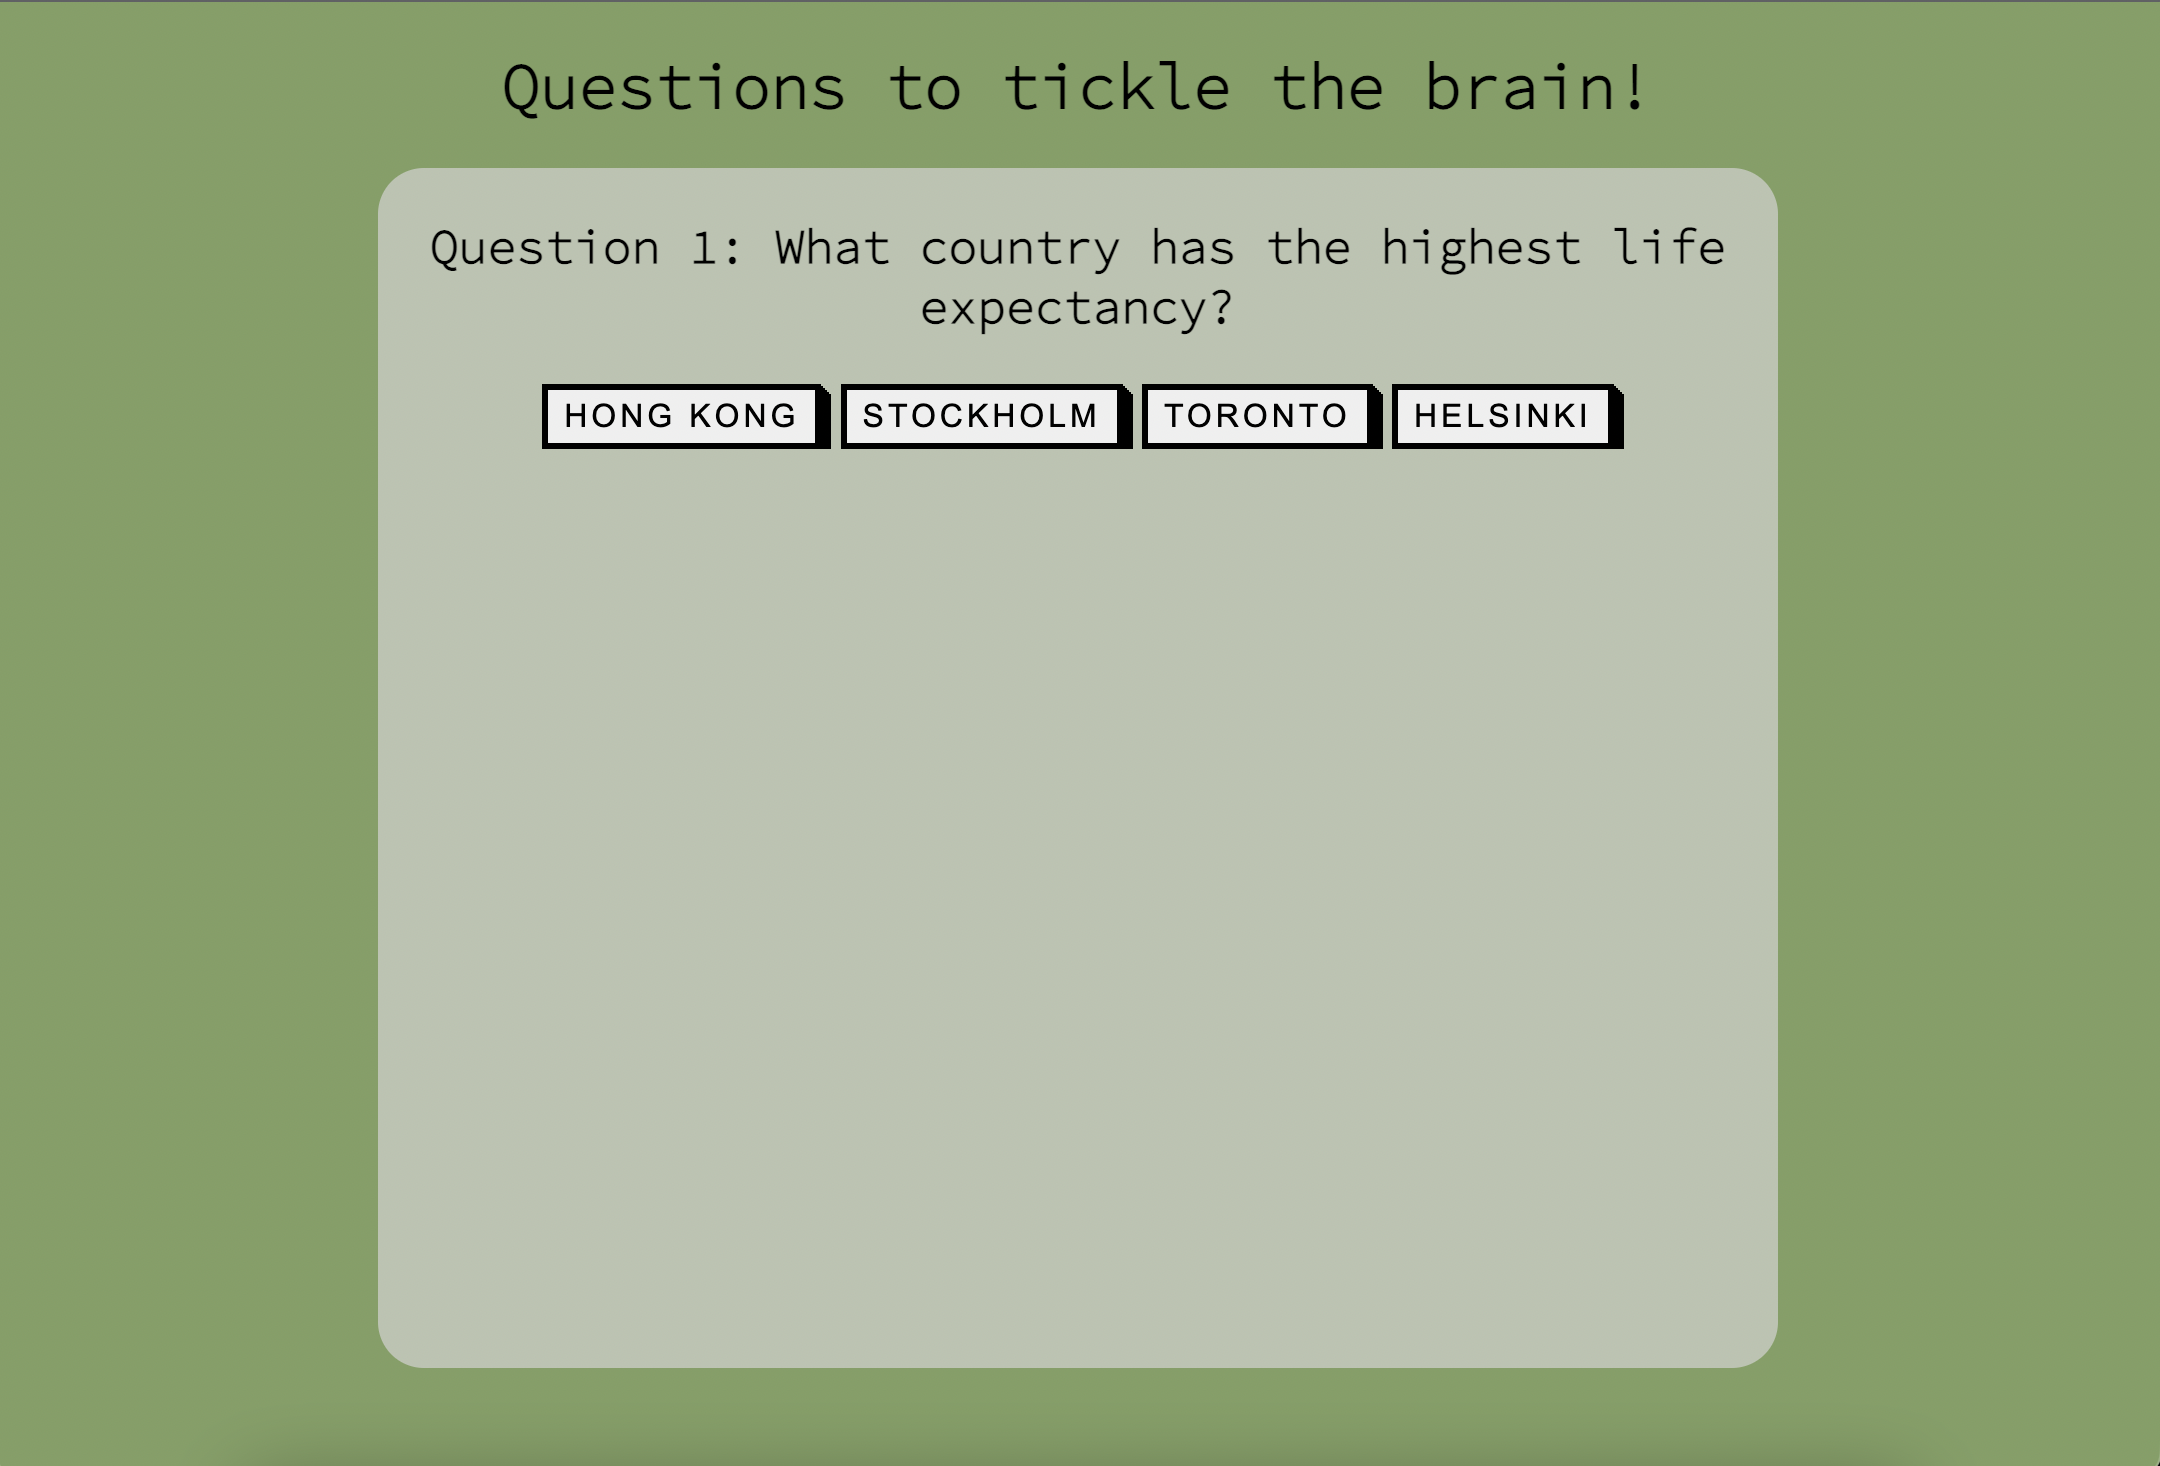 Questions to tickle the brain!
Question 1: What country has the highest life
expectancy?
HONG KONG STOCKHOLM TORONTO HELSINKI